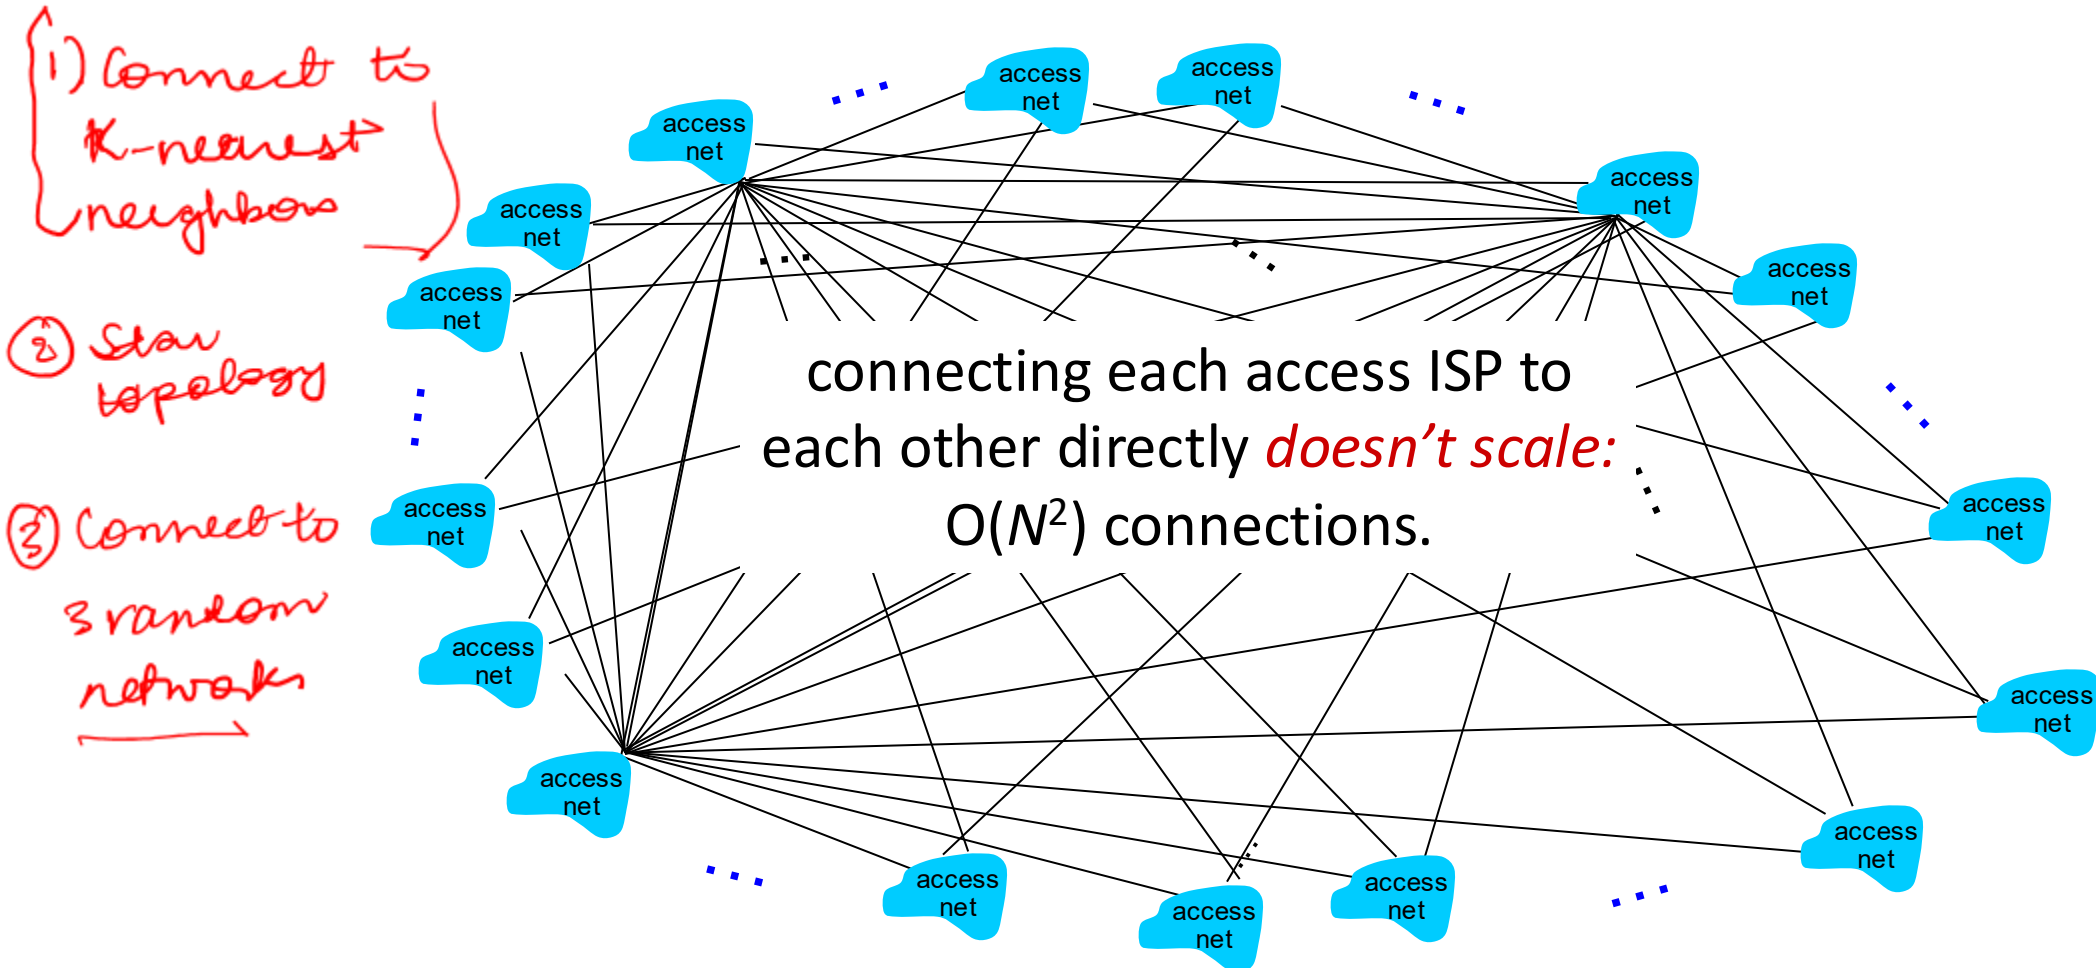 1) Connect to
K-nearest
neighbors
2 Star
topology
3 Connect to
3 random
networks
access
net
access
net
access
net
access
net
access
net
access
net
access
net
access
net
access
net
access
net
access
net
access
net
access
net
access
net
access
net
access
net
connecting each access ISP to
each other directly doesn't scale:
O(N²) connections.